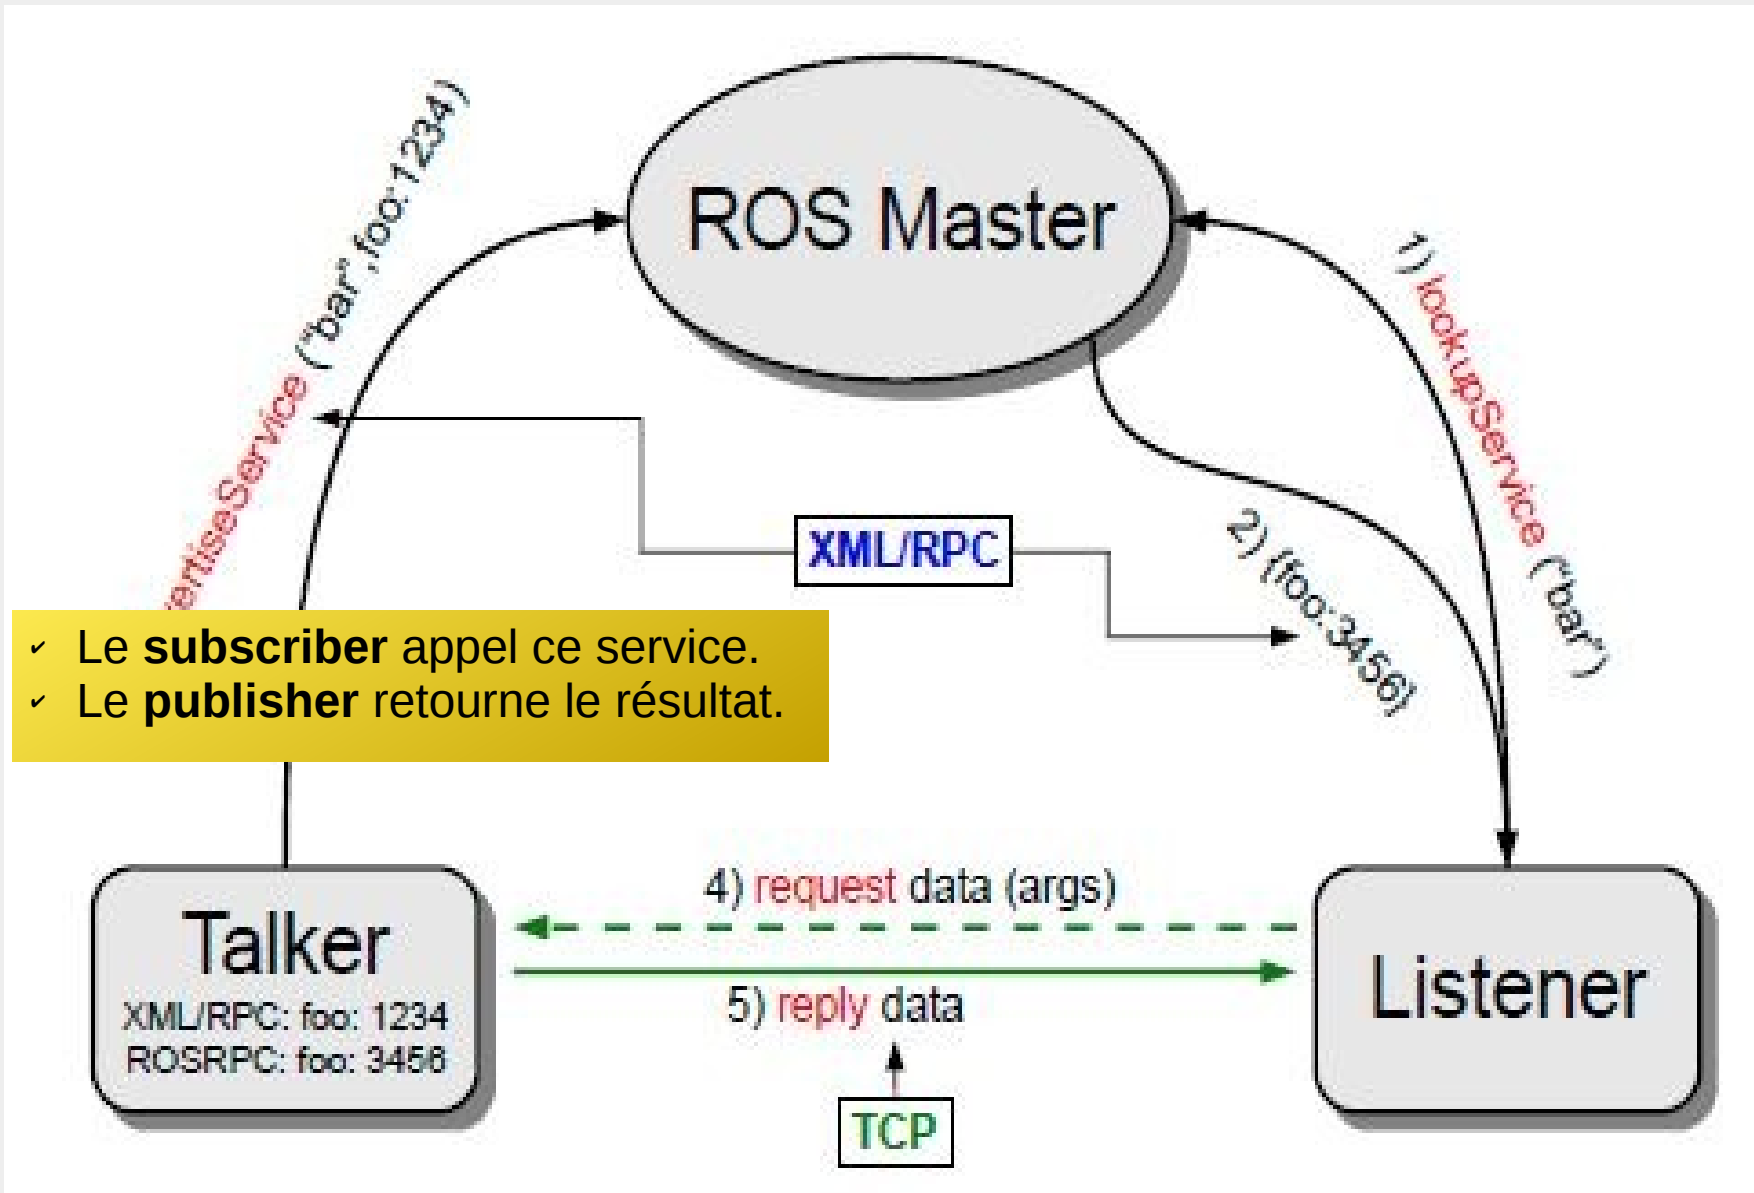 ROS Master
("bar",foo:1234)
1) lookupService ("bar")
XML/RPC
2) (foo:3456)
Le subscriber appel ce service.
Le publisher retourne le résultat.
4) request data (args)
5) reply data
TCP
Talker
XML/RPC: foo: 1234
ROSRPC: foo: 3456
Listener